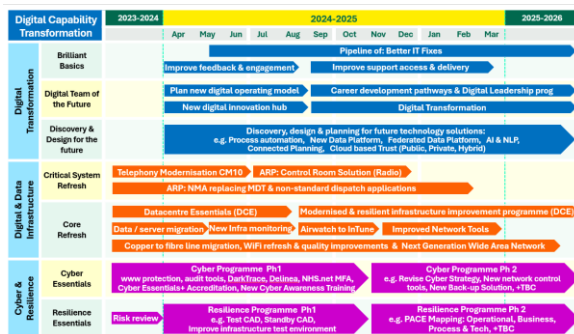 Digital Capability
Transformation
2023-2024
2024-2025
2025-2026
Apr May Jun Jul Aug Sep Oct Nov Dec Jan Feb Mar
Digital
Transformation
Brilliant
Basics
Pipeline of: Better IT Fixes
Improve feedback & engagement
Improve support access & delivery
Digital Team of
the Future
Plan new digital operating model
Career development pathways & Digital Leadership prog
New digital innovation hub
Digital Transformation
Discovery &
Design for the
future
Discovery, design & planning for future technology solutions:
e.g. Process automation, New Data Platform, Federated Data Platform, AI & NLP,
Connected Planning, Cloud based Trust (Public, Private, Hybrid)
Digital & Data
Infrastructure
Critical System
Refresh
Telephony Modernisation CM10
ARP: Control Room Solution (Radio)
ARP: NMA replacing MDT & non-standard dispatch applications
Core
Refresh
Datacentre Essentials (DCE)
Modernised & resilient infrastructure improvement programme (DCE)
Data / server migration
New Infra monitoring
Airwatch to InTune
Improved Network Tools
Copper to fibre line migration, WiFi refresh & quality improvements & Next Generation Wide Area Network
Cyber &
Resilience
Cyber
Essentials
Cyber Programme Ph1
www protection, audit tools, DarkTrace, Delinea, NHS.net MFA,
Cyber Essentials+ Accreditation, New Cyber Awareness Training
Cyber Programme Ph 2
e.g. Revise Cyber Strategy, New network control
tools, New Back-up Solution, +TBC
Resilience
Essentials
Risk review
Resilience Programme Ph1
e.g. Test CAD, Standby CAD,
Improve infrastructure test environment
Resilience Programme Ph 2
e.g. PACE Mapping: Operational, Business,
Process & Tech, +TBC